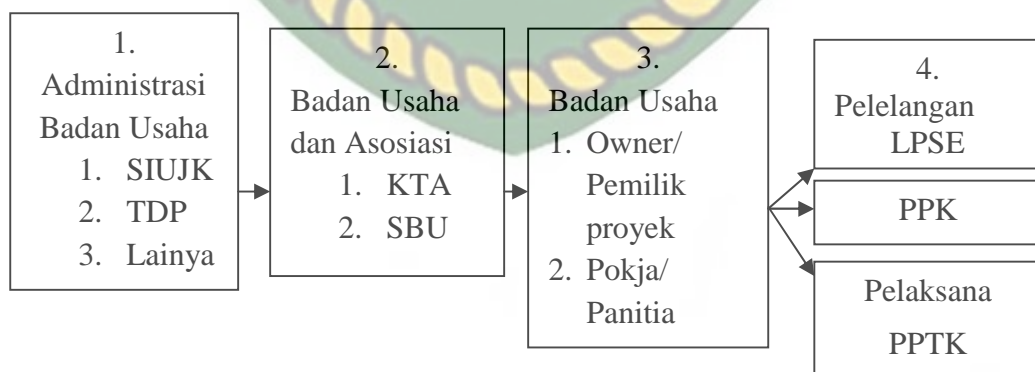 1.
Administrasi
Badan Usaha
1. SIUJK
2. TDP
3. Lainya
2.
Badan Usaha
dan Asosiasi
1. KTA
2. SBU
3.
Badan Usaha
1. Owner/
Pemilik
proyek
2. Pokja/
Panitia
4.
Pelelangan
LPSE
PPK
Pelaksana
PPTK